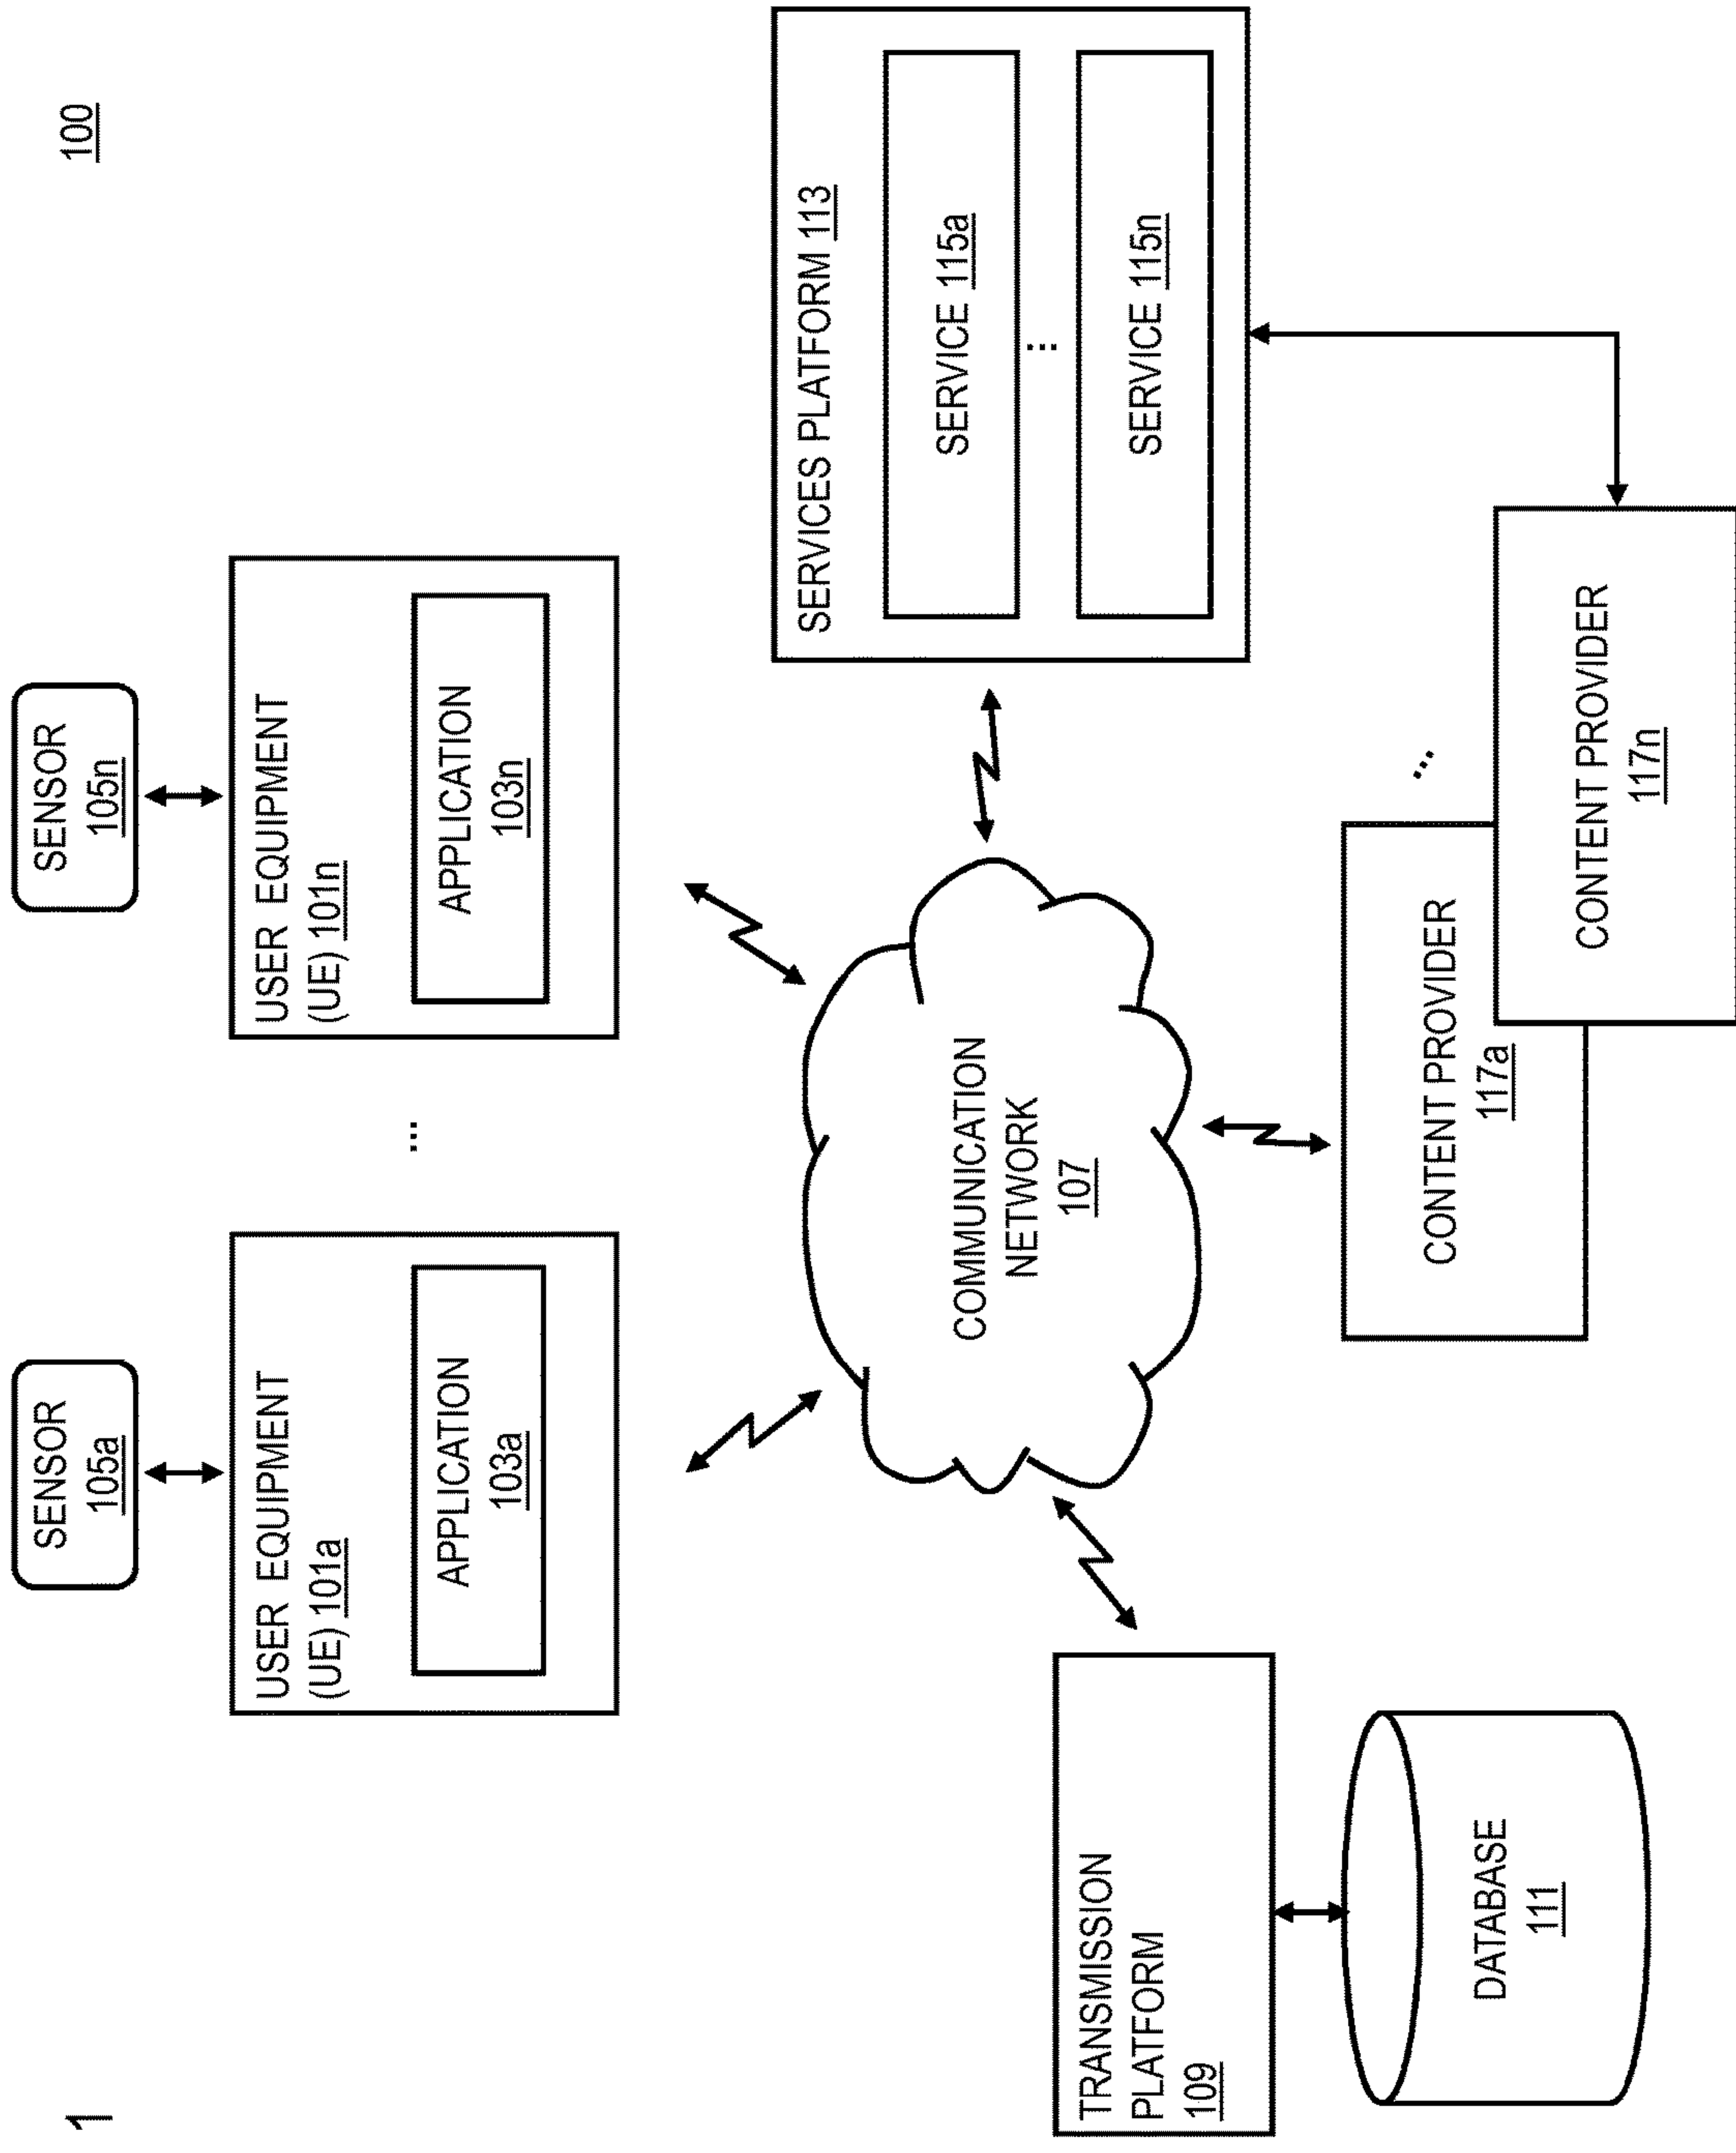 1
100
SENSOR
105a
SENSOR
105n
USER EQUIPMENT
(UE) 101a
APPLICATION
103a
...
USER EQUIPMENT
(UE) 101n
APPLICATION
103n
COMMUNICATION
NETWORK
107
SERVICES PLATFORM 113
SERVICE 115a
...
SERVICE 115n
TRANSMISSION
PLATFORM
109
DATABASE
111
CONTENT PROVIDER
117a
...
CONTENT PROVIDER
117n